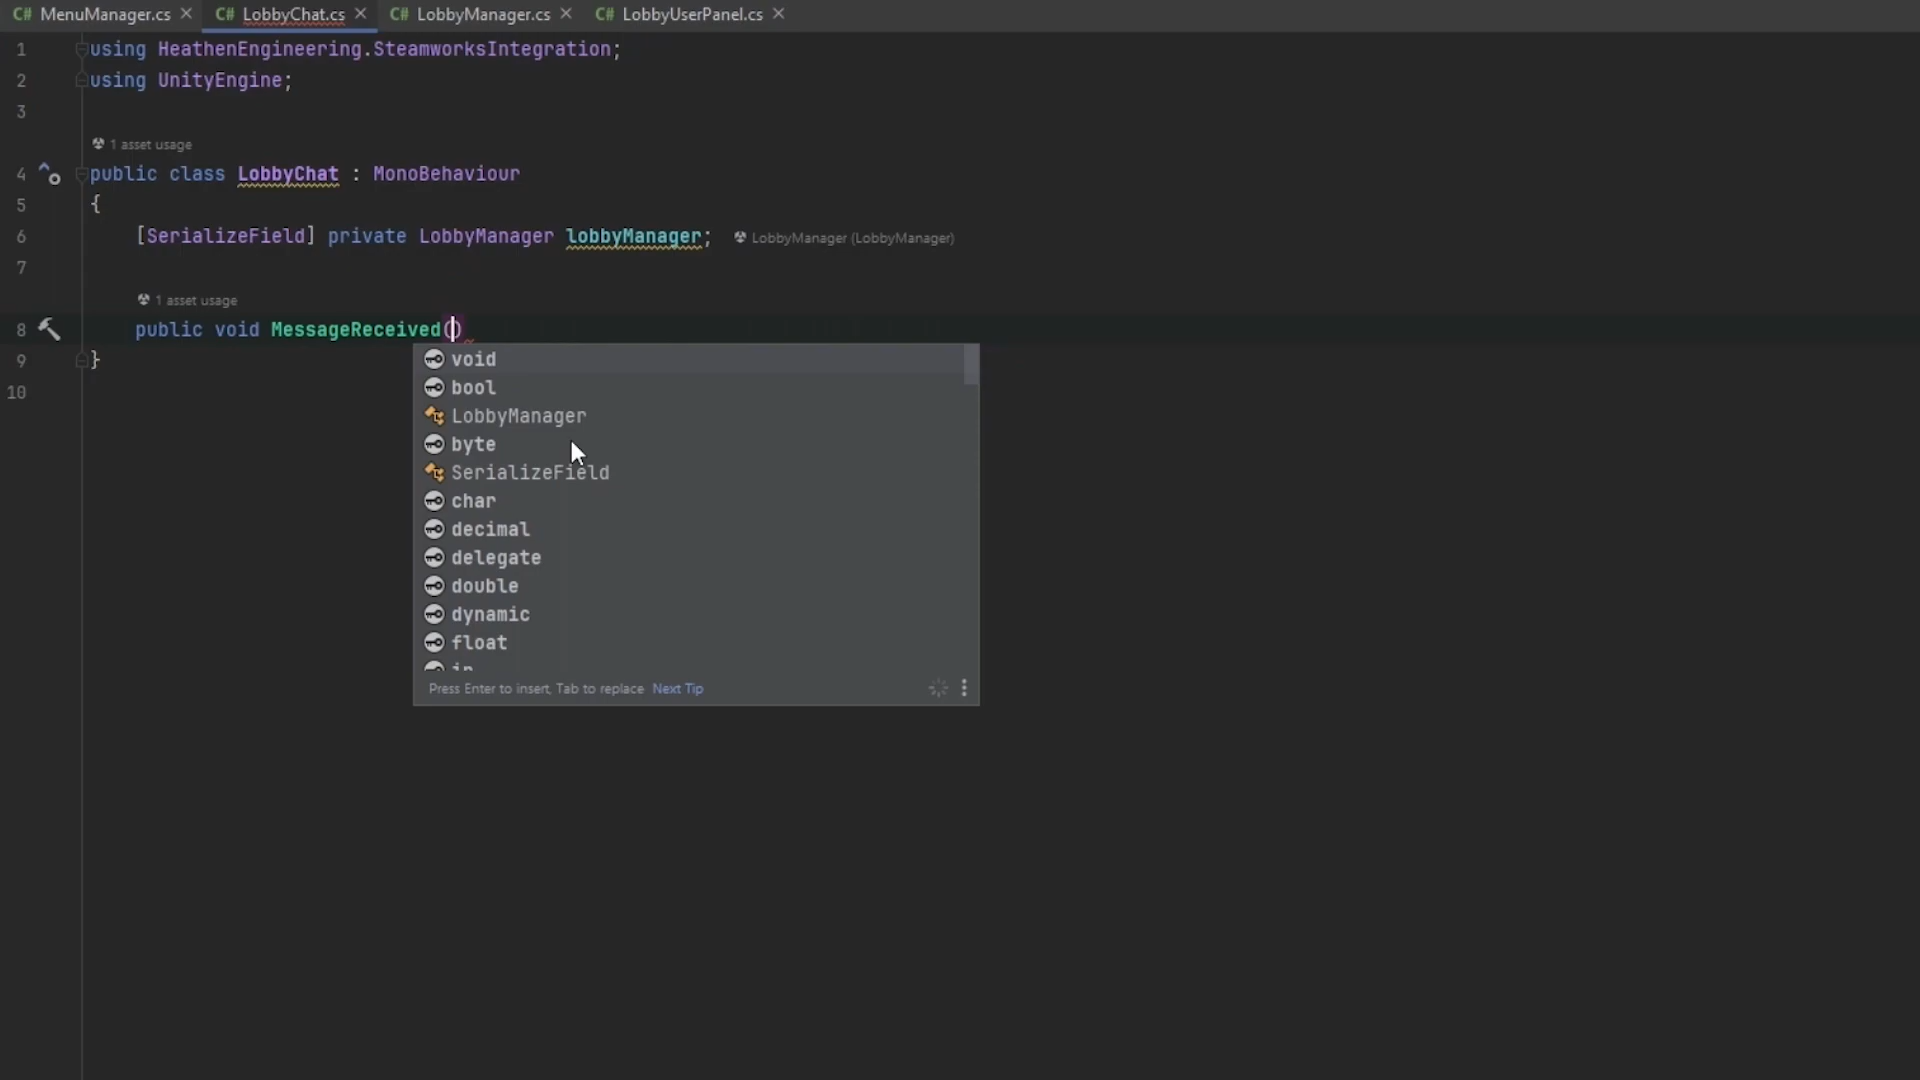 C# MenuManager.cs × C# LobbyChat.cs × C# LobbyManager.cs × C# LobbyUserPanel.cs ×
1 using HeathenEngineering.SteamworksIntegration;
2 using UnityEngine;
3
1 asset usage
4 public class LobbyChat : MonoBehaviour
5 {
6 [SerializeField] private LobbyManager lobbyManager; LobbyManager (LobbyManager)
7
1 asset usage
8 public void MessageReceived()
9 }
10
void
bool
LobbyManager
byte
SerializeField
char
decimal
delegate
double
dynamic
float
in
Press Enter to insert, Tab to replace Next Tip